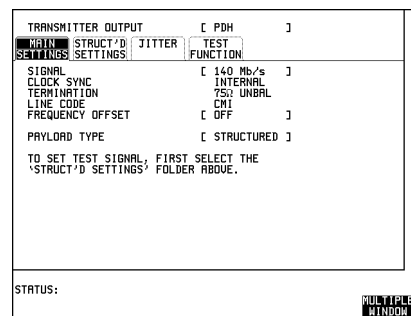 TRANSMITTER OUTPUT [ PDH ]
MAIN SETTINGS STRUCT'D SETTINGS JITTER TEST FUNCTION
SIGNAL [ 140 Mb/s ]
CLOCK SYNC INTERNAL
TERMINATION 75Ω UNBAL
LINE CODE CMI
FREQUENCY OFFSET [ OFF ]
PAYLOAD TYPE [ STRUCTURED ]
TO SET TEST SIGNAL, FIRST SELECT THE
'STRUCT'D SETTINGS' FOLDER ABOVE.
STATUS:
MULTIPLE
WINDOW